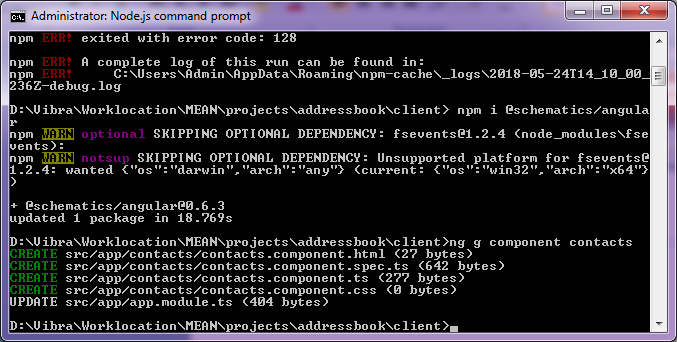 Administrator: Node.js command prompt
npm ERR! exited with error code: 128
npm ERR! A complete log of this run can be found in:
npm ERR!     C:\Users\Admin\AppData\Roaming\npm-cache\_logs\2018-05-24T14_10_00_
236Z-debug.log
D:\Vibra\Worklocation\MEAN\projects\addressbook\client> npm i @schematics/angula
r
npm WARN optional SKIPPING OPTIONAL DEPENDENCY: fsevents@1.2.4 (node_modules\fse
vents):
npm WARN notsup SKIPPING OPTIONAL DEPENDENCY: Unsupported platform for fsevents@
1.2.4: wanted {"os":"darwin","arch":"any"} (current: {"os":"win32","arch":"x64"}
)
+ @schematics/angular@0.6.3
updated 1 package in 18.769s
D:\Vibra\Worklocation\MEAN\projects\addressbook\client>ng g component contacts
CREATE src/app/contacts/contacts.component.html (27 bytes)
CREATE src/app/contacts/contacts.component.spec.ts (642 bytes)
CREATE src/app/contacts/contacts.component.ts (277 bytes)
CREATE src/app/contacts/contacts.component.css (0 bytes)
UPDATE src/app/app.module.ts (404 bytes)
D:\Vibra\Worklocation\MEAN\projects\addressbook\client>